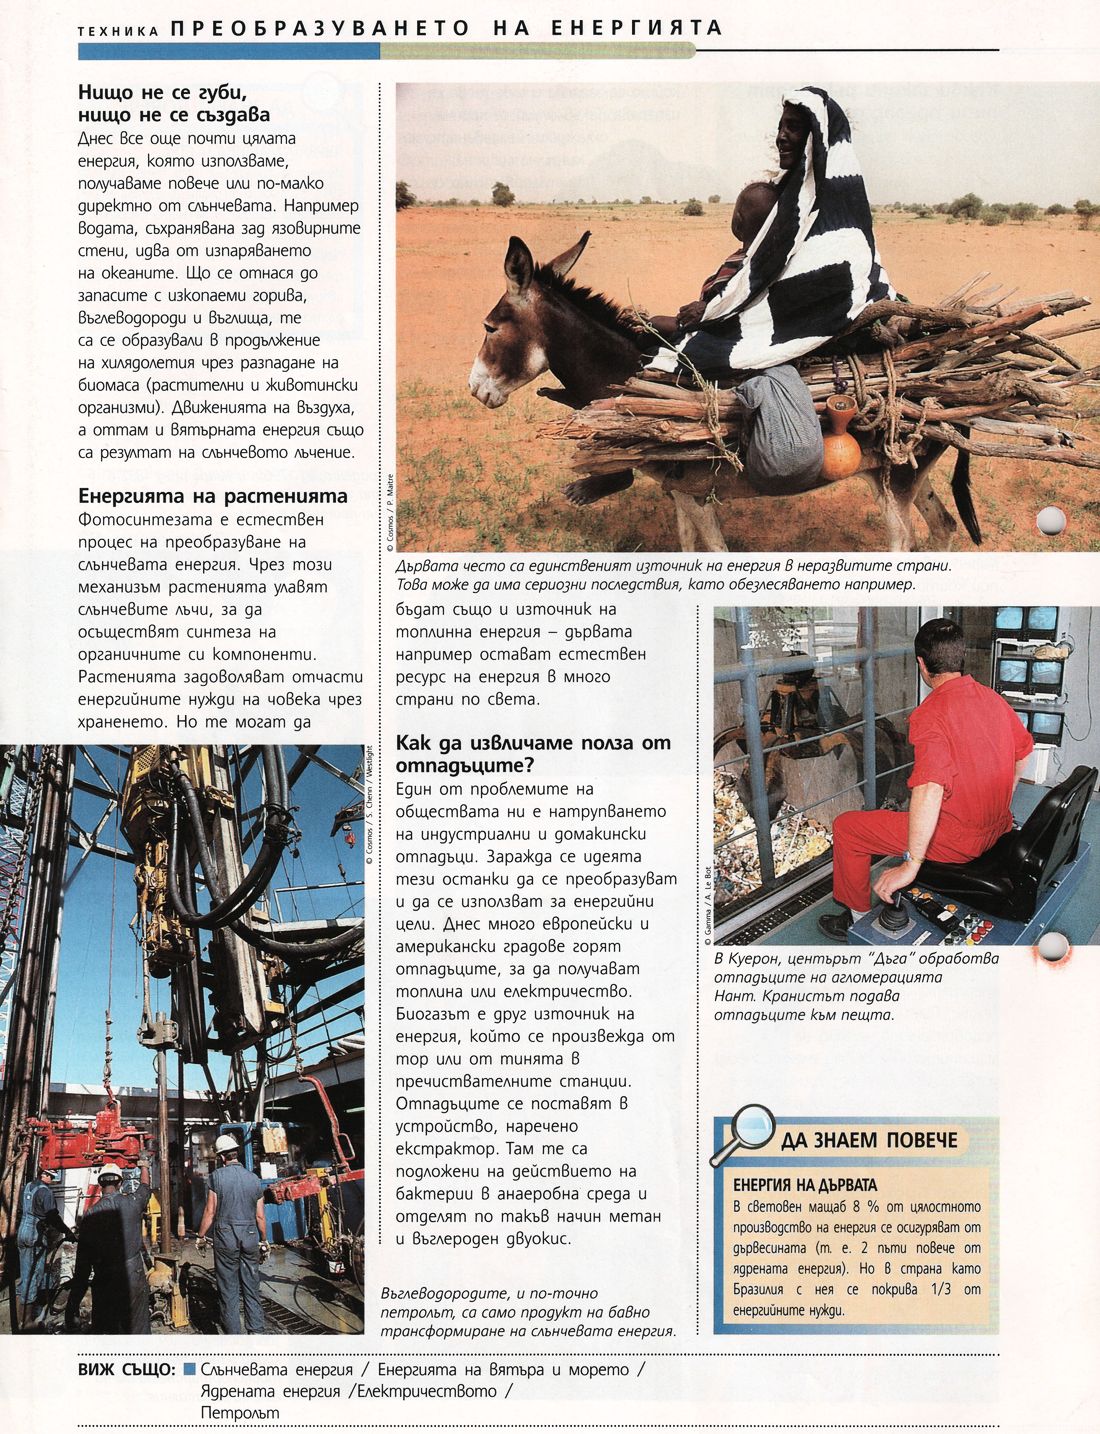 ТЕХНИКА ПРЕОБРАЗУВАНЕТО НА ЕНЕРГИЯТА
Нищо не се губи,
нищо не се създава
Днес все още почти цялата
енергия, която използваме,
получаваме повече или по-малко
директно от слънчевата. Например
водата, съхранявана зад язовирните
стени, идва от изпаряването
на океаните. Що се отнася до
запасите с изкопаеми горива,
въглеводороди и въглища, те
са се образували в продължение
на хилядолетия чрез разпадане на
биомаса (растителни и животински
организми). Движенията на въздуха,
а оттам и вятърната енергия също
са резултат на слънчевото лъчение.
Енергията на растенията
Фотосинтезата е естествен
процес на преобразуване на
слънчевата енергия. Чрез този
механизъм растенията улавят
слънчевите лъчи, за да
осъществят синтеза на
органичните си компоненти.
Растенията задоволяват отчасти
енергийните нужди на човека чрез
храненето. Но те могат да
© Cosmos / S. Chenn / Westlight
© Cosmos / P. Maitre
Дървата често са единственият източник на енергия в неразвитите страни.
Това може да има сериозни последствия, като обезлесяването например.
бъдат също и източник на
топлинна енергия – дървата
например остават естествен
ресурс на енергия в много
страни по света.
Как да извличаме полза от
отпадъците?
Един от проблемите на
обществата ни е натрупването
на индустриални и домакински
отпадъци. Заражда се идеята
тези останки да се преобразуват
и да се използват за енергийни
цели. Днес много европейски и
американски градове горят
отпадъците, за да получават
топлина или електричество.
Биогазът е друг източник на
енергия, който се произвежда от
тор или от тинята в
пречиствателните станции.
Отпадъците се поставят в
устройство, наречено
екстрактор. Там те са
подложени на действието на
бактерии в анаеробна среда и
отделят по такъв начин метан
и въглероден двуокис.
Въглеводородите, и по-точно
петролът, са само продукт на бавно
трансформиране на слънчевата енергия.
© Gamma / A. Le Bot
В Куерон, центърът "Дъга" обработва
отпадъците на агломерацията
Нант. Кранистът подава
отпадъците към пещта.
ДА ЗНАЕМ ПОВЕЧЕ
ЕНЕРГИЯ НА ДЪРВАТА
В световен мащаб 8 % от цялостното
производство на енергия се осигуряват от
дървесината (т. е. 2 пъти повече от
ядрената енергия). Но в страна като
Бразилия с нея се покрива 1/3 от
енергийните нужди.
ВИЖ СЪЩО: Слънчевата енергия / Енергията на вятъра и морето /
Ядрената енергия /Електричеството /
Петролът